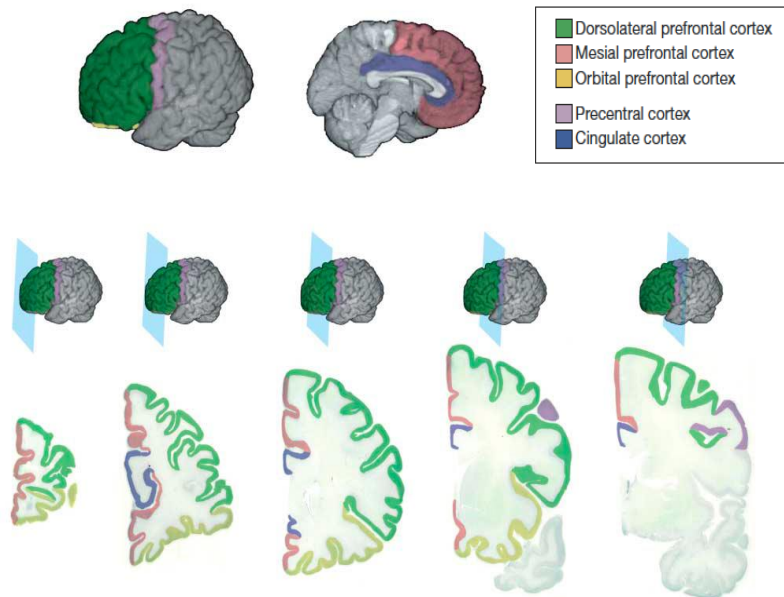 Dorsolateral prefrontal cortex
Mesial prefrontal cortex
Orbital prefrontal cortex
Precentral cortex
Cingulate cortex